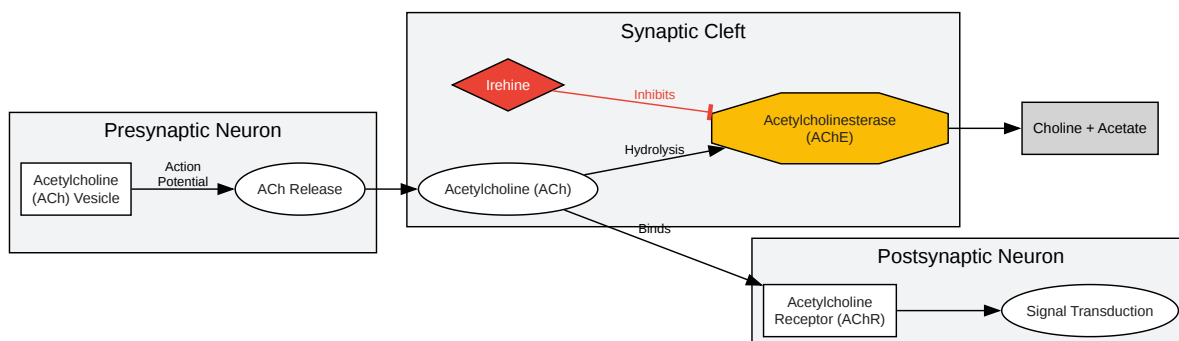 Synaptic Cleft
Irehine
Inhibits
Acetylcholinesterase
(AChE)
Choline + Acetate
Presynaptic Neuron
Acetylcholine
(ACh) Vesicle
Action
Potential
ACh Release
Acetylcholine (ACh)
Hydrolysis
Binds
Postsynaptic Neuron
Acetylcholine
Receptor (AChR)
Signal Transduction